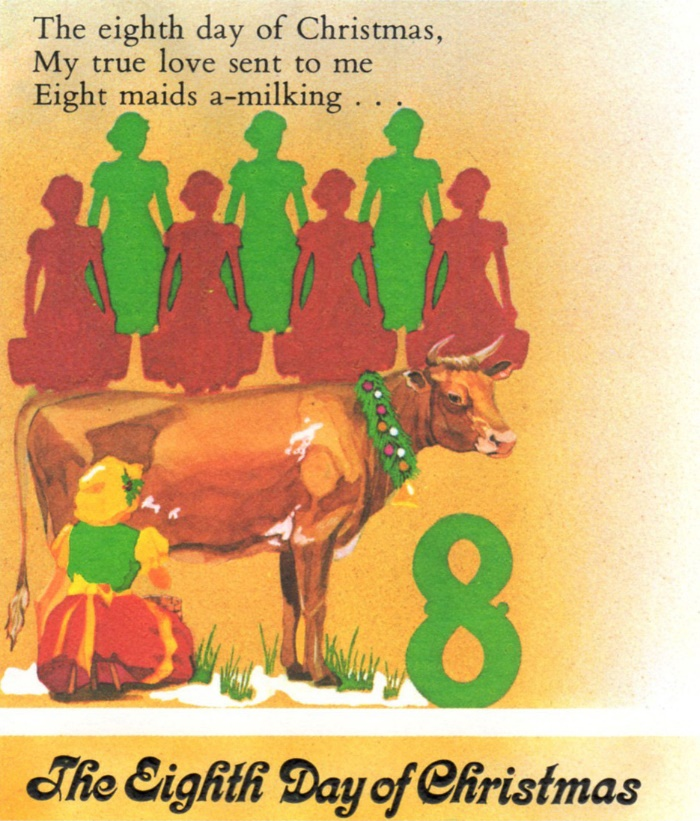 The eighth day of Christmas,
My true love sent to me
Eight maids a-milking . . .
8
The Eighth Day of Christmas